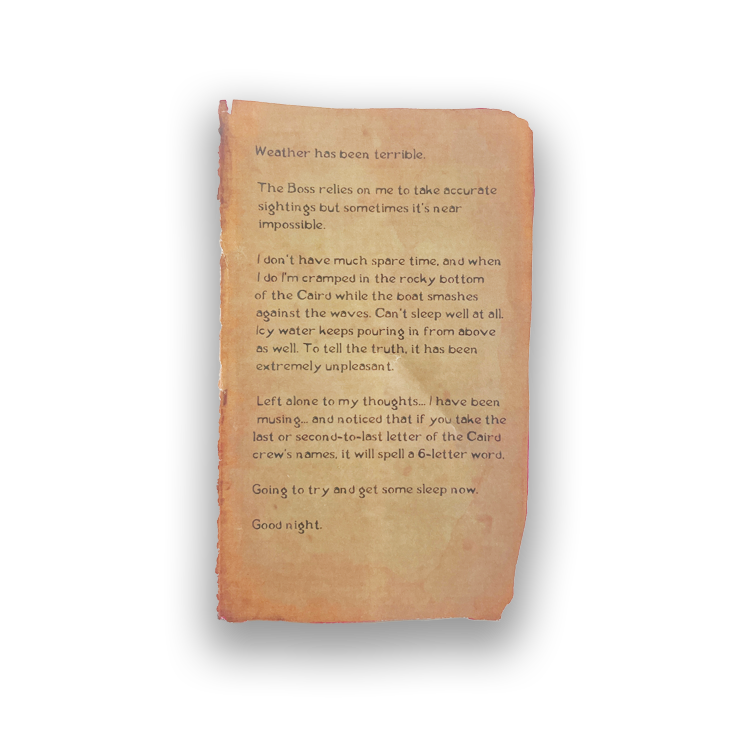 Weather has been terrible.
The Boss relies on me to take accurate
sightings but sometimes it's near
impossible.
I don't have much spare time, and when
I do I'm cramped in the rocky bottom
of the Caird while the boat smashes
against the waves. Can't sleep well at all.
Icy water keeps pouring in from above
as well. To tell the truth, it has been
extremely unpleasant.
Left alone to my thoughts... I have been
musing... and noticed that if you take the
last or second-to-last letter of the Caird
crew's names, it will spell a 6-letter word.
Going to try and get some sleep now.
Good night.